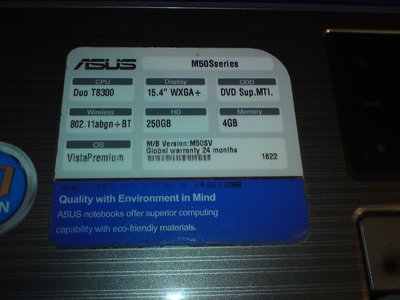 ASUS M50Sseries
CPU Display ODD
Duo T8300 15.4" WXGA+ DVD Sup.MTI.
Wireless HD Memory
802.11abgn+BT 250GB 4GB
OS M/B Version:M50SV
VistaPremium Global warranty 24 months
1622
Quality with Environment in Mind
ASUS notebooks offer superior computing
capability with eco-friendly materials.